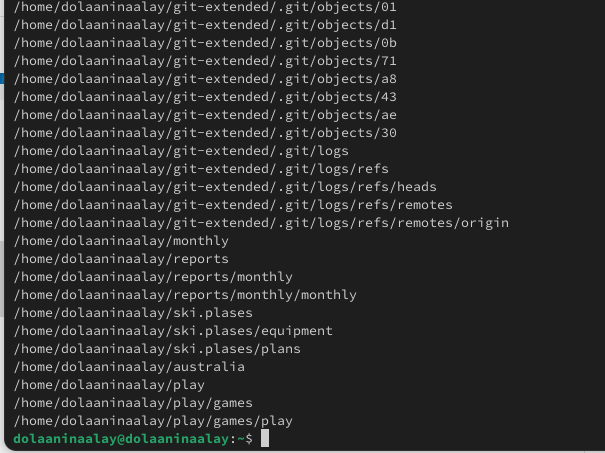 /home/dolaaninaalay/git-extended/.git/objects/01
/home/dolaaninaalay/git-extended/.git/objects/d1
/home/dolaaninaalay/git-extended/.git/objects/0b
/home/dolaaninaalay/git-extended/.git/objects/71
/home/dolaaninaalay/git-extended/.git/objects/a8
/home/dolaaninaalay/git-extended/.git/objects/43
/home/dolaaninaalay/git-extended/.git/objects/ae
/home/dolaaninaalay/git-extended/.git/objects/30
/home/dolaaninaalay/git-extended/.git/logs
/home/dolaaninaalay/git-extended/.git/logs/refs
/home/dolaaninaalay/git-extended/.git/logs/refs/heads
/home/dolaaninaalay/git-extended/.git/logs/refs/remotes
/home/dolaaninaalay/git-extended/.git/logs/refs/remotes/origin
/home/dolaaninaalay/monthly
/home/dolaaninaalay/reports
/home/dolaaninaalay/reports/monthly
/home/dolaaninaalay/reports/monthly/monthly
/home/dolaaninaalay/ski.plases
/home/dolaaninaalay/ski.plases/equipment
/home/dolaaninaalay/ski.plases/plans
/home/dolaaninaalay/australia
/home/dolaaninaalay/play
/home/dolaaninaalay/play/games
/home/dolaaninaalay/play/games/play
dolaaninaalay@dolaaninaalay:~$